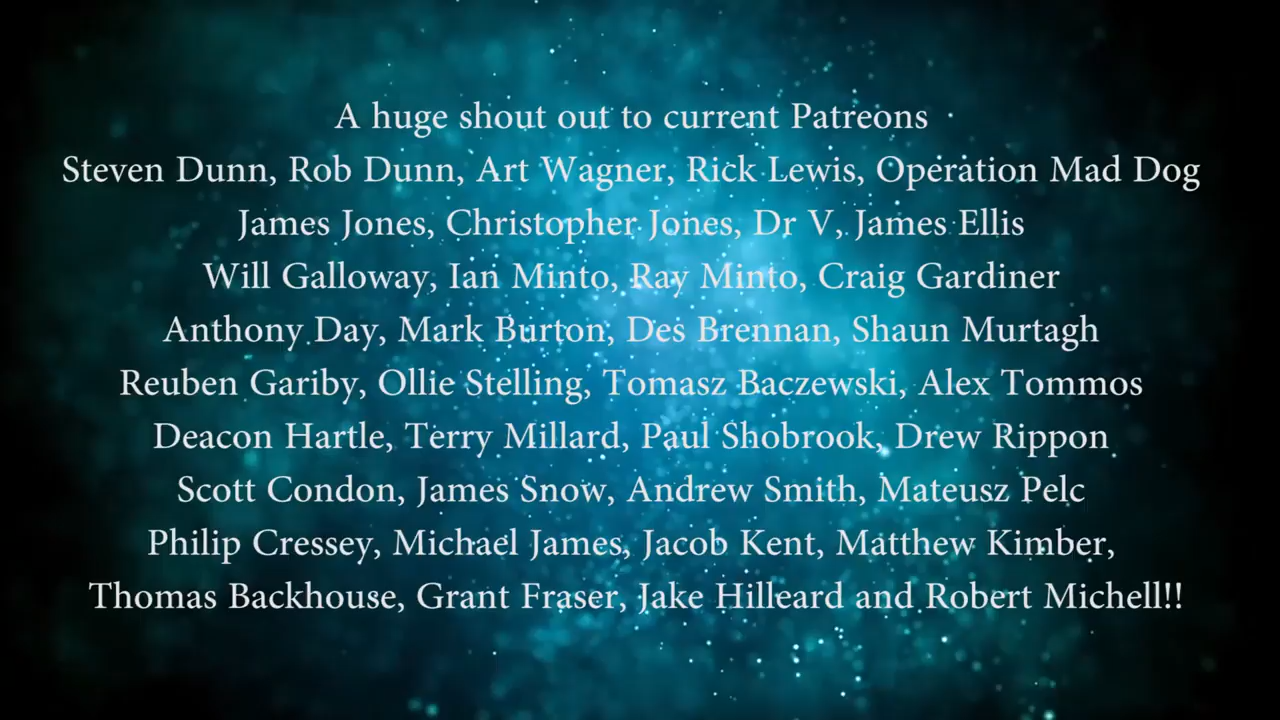 A huge shout out to current Patreons
Steven Dunn, Rob Dunn, Art Wagner, Rick Lewis, Operation Mad Dog
James Jones, Christopher Jones, Dr V, James Ellis
Will Galloway, Ian Minto, Ray Minto, Craig Gardiner
Anthony Day, Mark Burton, Des Brennan, Shaun Murtagh
Reuben Gariby, Ollie Stelling, Tomasz Baczewski, Alex Tommos
Deacon Hartle, Terry Millard, Paul Shobrook, Drew Rippon
Scott Condon, James Snow, Andrew Smith, Mateusz Pelc
Philip Cressey, Michael James, Jacob Kent, Matthew Kimber,
Thomas Backhouse, Grant Fraser, Jake Hilleard and Robert Michell!!